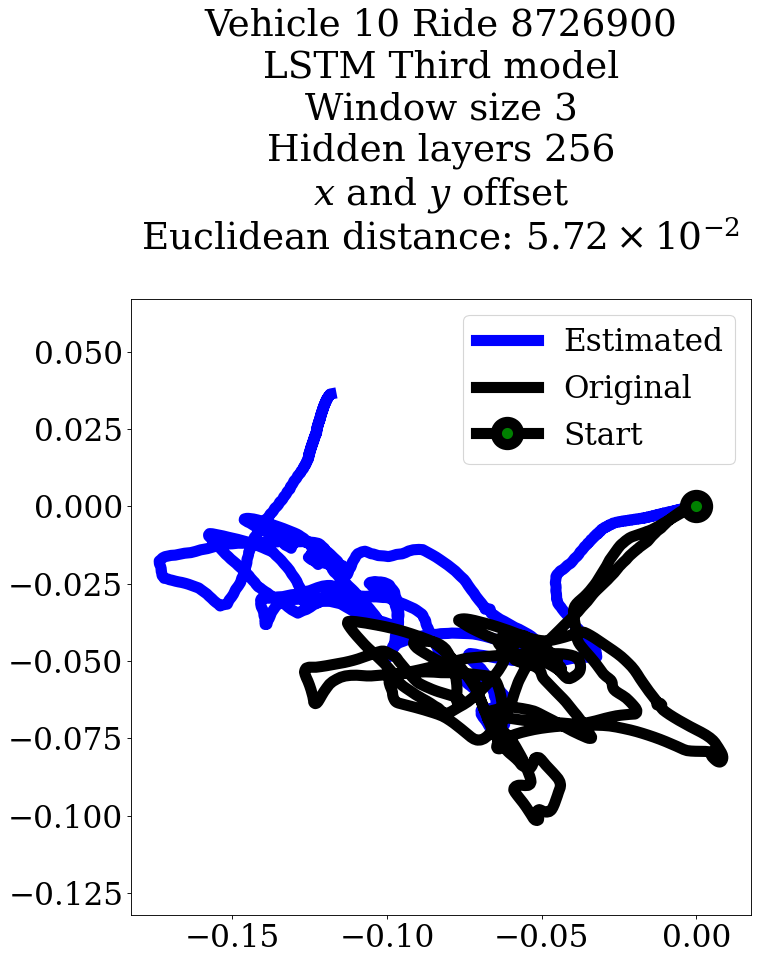 Vehicle 10 Ride 8726900
LSTM Third model
Window size 3
Hidden layers 256
x and y offset
Euclidean distance: 5.72 × 10⁻²
Estimated
Original
Start
0.050
0.025
0.000
−0.025
−0.050
−0.075
−0.100
−0.125
−0.15 −0.10 −0.05 0.00